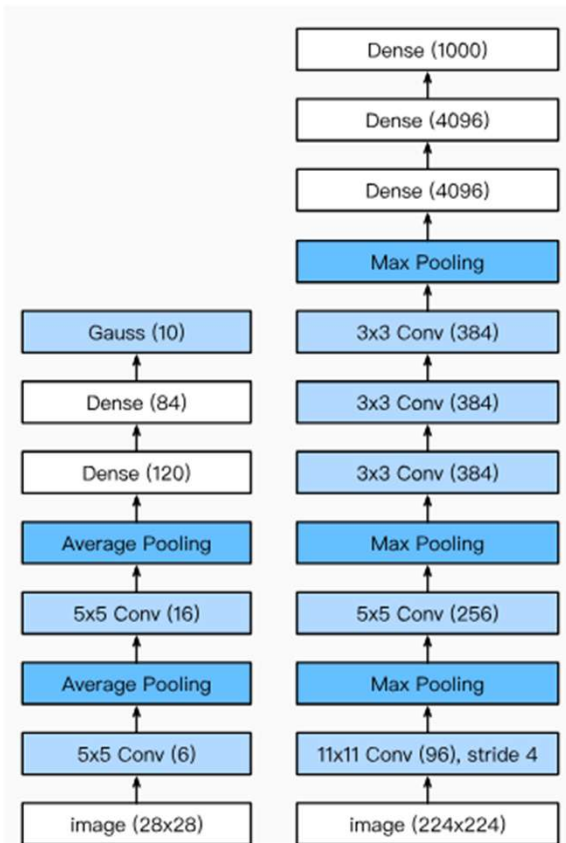 Gauss (10)
Dense (84)
Dense (120)
Average Pooling
5x5 Conv (16)
Average Pooling
5x5 Conv (6)
image (28x28)
Dense (1000)
Dense (4096)
Dense (4096)
Max Pooling
3x3 Conv (384)
3x3 Conv (384)
3x3 Conv (384)
Max Pooling
5x5 Conv (256)
Max Pooling
11x11 Conv (96), stride 4
image (224x224)